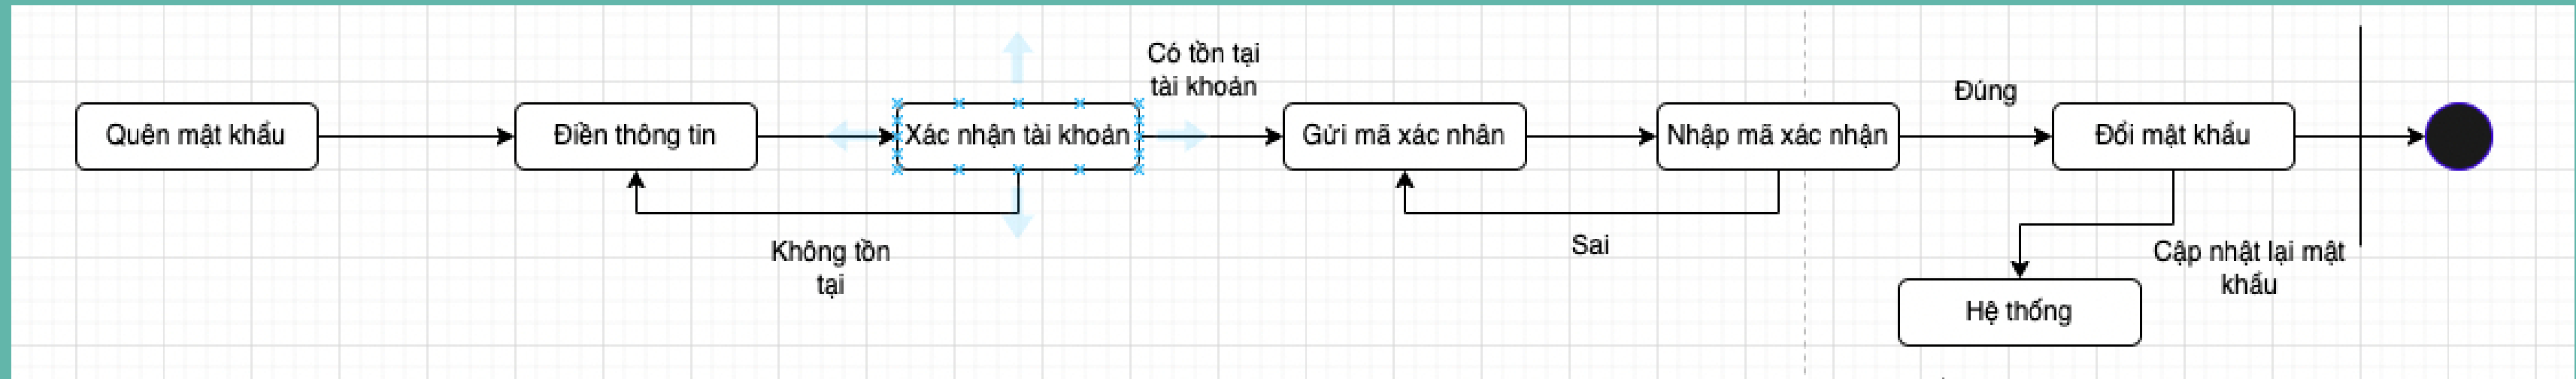 Có tồn tại
tài khoản
Đúng
Quên mật khẩu
Điền thông tin
Xác nhận tài khoản
Gửi mã xác nhân
Nhập mã xác nhận
Đổi mật khẩu
Không tồn
tại
Sai
Cập nhật lại mật
khẩu
Hệ thống